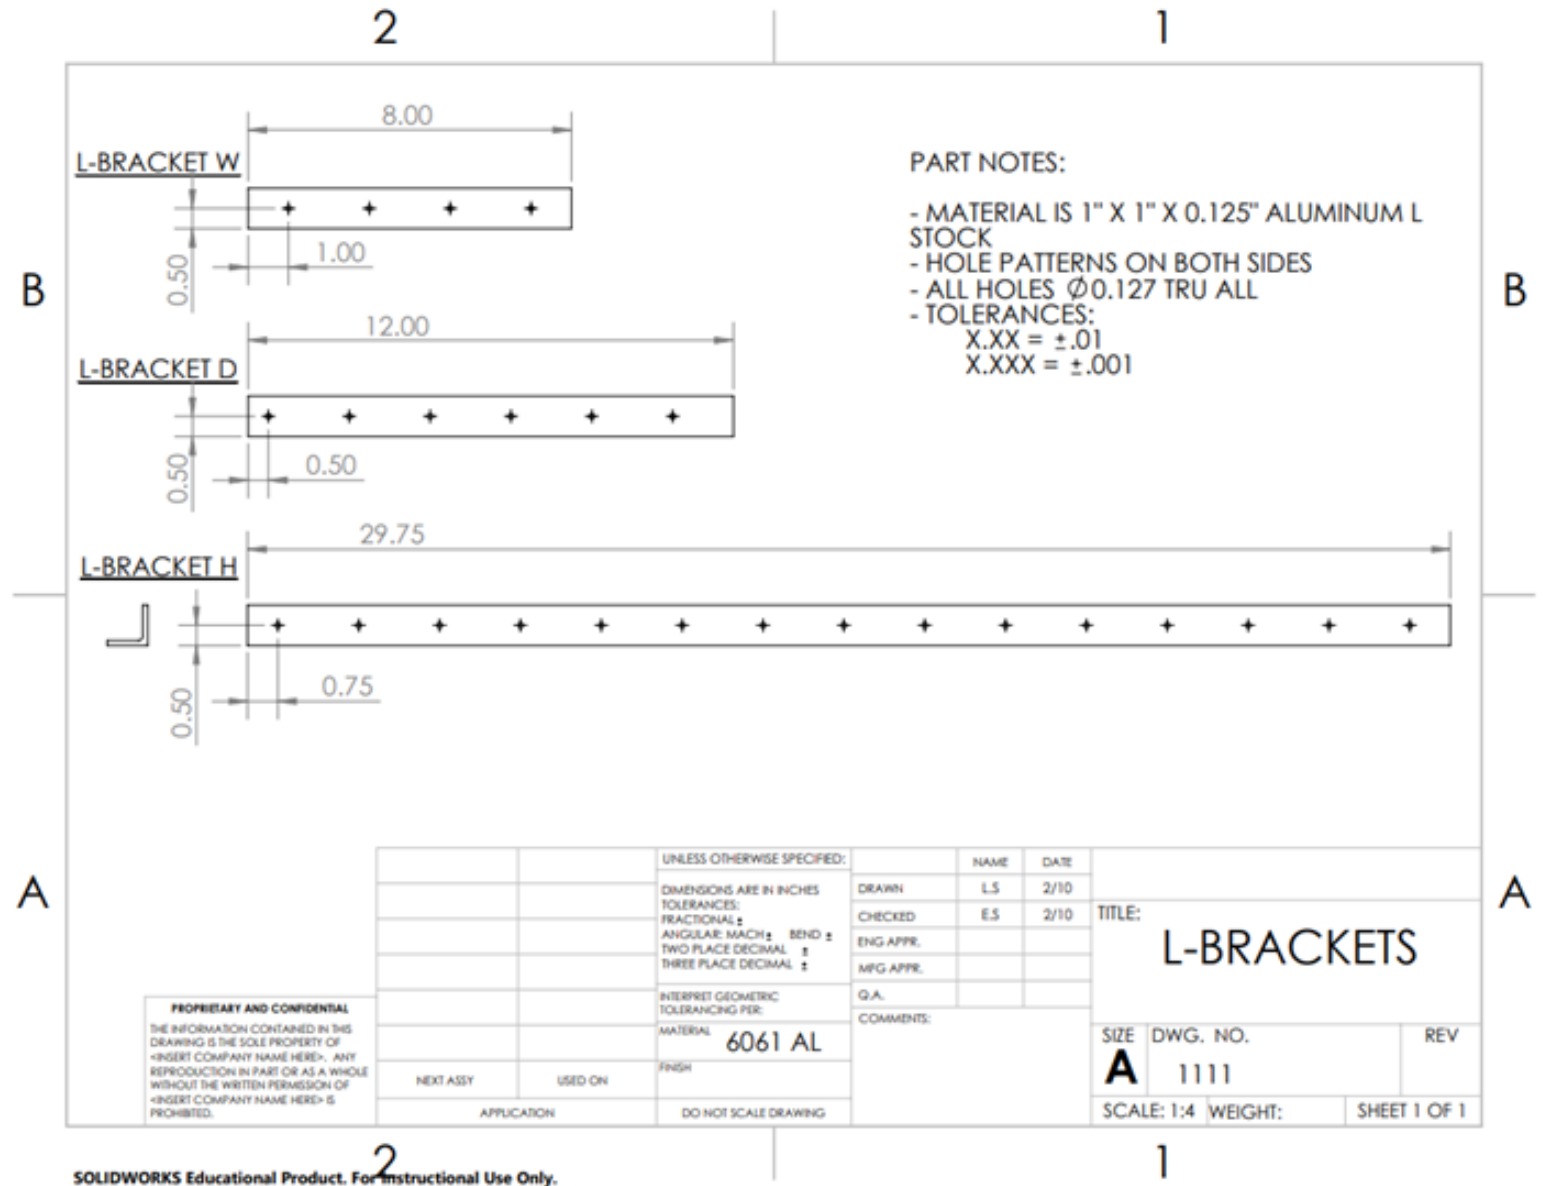 2
1
8.00
L-BRACKET W
1.00
0.50
PART NOTES:
- MATERIAL IS 1" X 1" X 0.125" ALUMINUM L
STOCK
- HOLE PATTERNS ON BOTH SIDES
- ALL HOLES ∅0.127 TRU ALL
- TOLERANCES:
X.XX = ±.01
X.XXX = ±.001
B
B
12.00
L-BRACKET D
0.50
0.50
29.75
L-BRACKET H
0.75
0.50
A
A
UNLESS OTHERWISE SPECIFIED:
DIMENSIONS ARE IN INCHES
TOLERANCES:
FRACTIONAL±
ANGULAR: MACH± BEND ±
TWO PLACE DECIMAL ±
THREE PLACE DECIMAL ±
INTERPRET GEOMETRIC
TOLERANCING PER:
MATERIAL
6061 AL
FINISH
DO NOT SCALE DRAWING
NAME DATE
DRAWN L.S 2/10
CHECKED E.S 2/10
ENG APPR.
MFG APPR.
Q.A.
COMMENTS:
TITLE:
L-BRACKETS
SIZE DWG. NO. REV
A 1111
SCALE: 1:4 WEIGHT: SHEET 1 OF 1
PROPRIETARY AND CONFIDENTIAL
THE INFORMATION CONTAINED IN THIS
DRAWING IS THE SOLE PROPERTY OF
<INSERT COMPANY NAME HERE>. ANY
REPRODUCTION IN PART OR AS A WHOLE
WITHOUT THE WRITTEN PERMISSION OF
<INSERT COMPANY NAME HERE> IS
PROHIBITED.
NEXT ASSY USED ON
APPLICATION
2
1
SOLIDWORKS Educational Product. For Instructional Use Only.